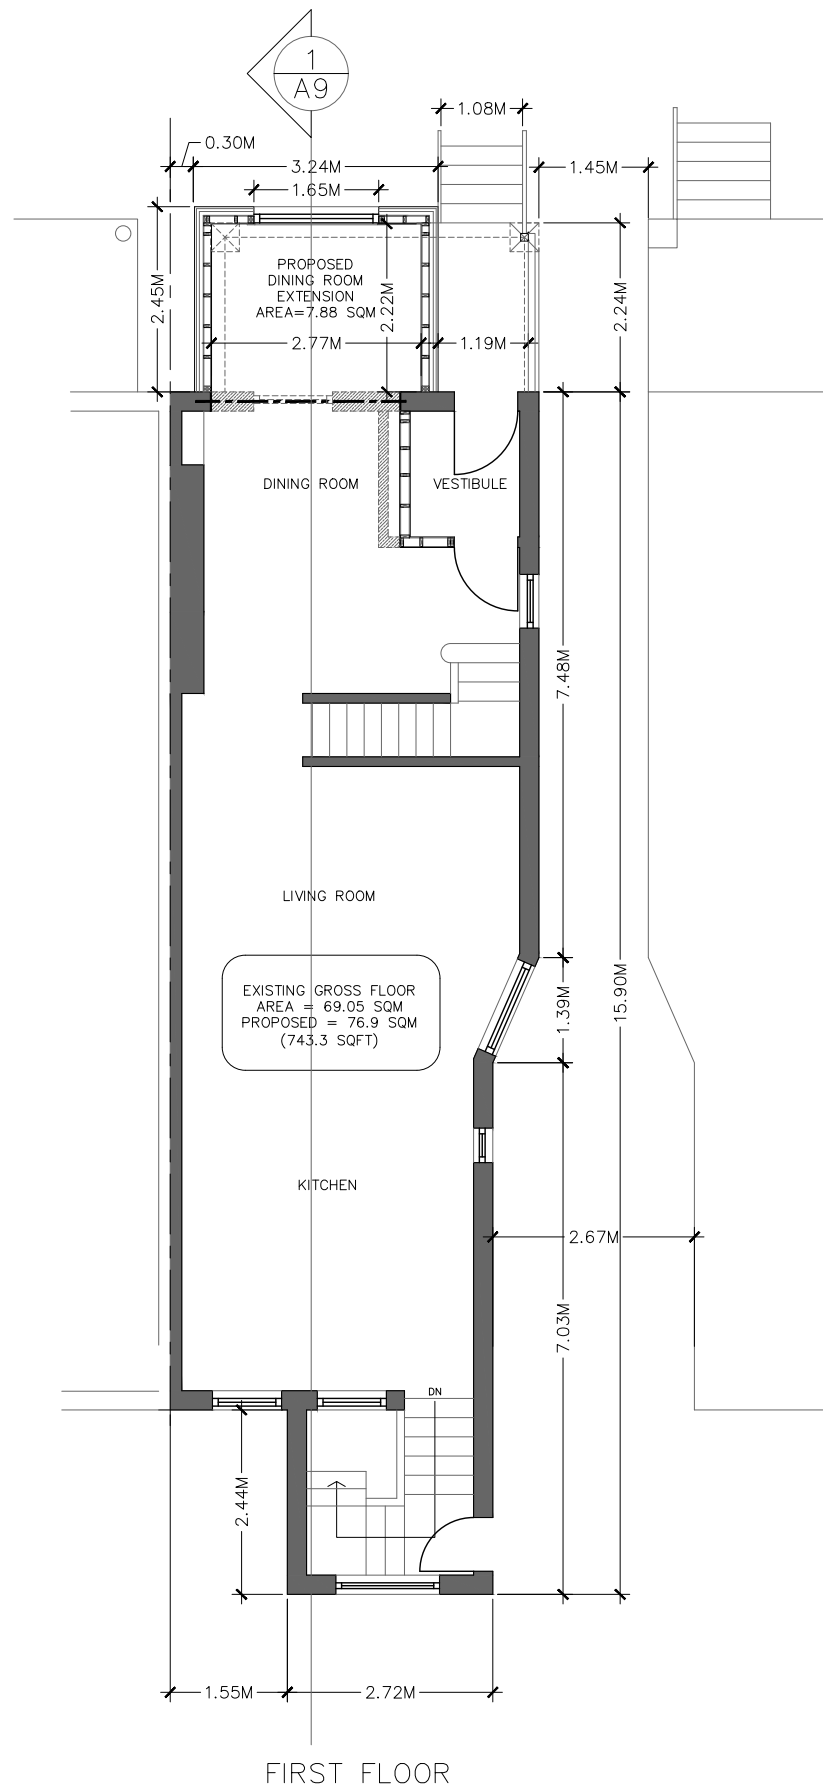 1
A9
1.08M
0.30M
3.24M
1.45M
1.65M
PROPOSED
DINING ROOM
EXTENSION
AREA=7.88 SQM
2.45M
2.22M
2.24M
2.77M
1.19M
DINING ROOM
VESTIBULE
7.48M
LIVING ROOM
EXISTING GROSS FLOOR
AREA = 69.05 SQM
PROPOSED = 76.9 SQM
(743.3 SQFT)
1.39M
15.90M
KITCHEN
2.67M
7.03M
DN
2.44M
1.55M
2.72M
FIRST FLOOR